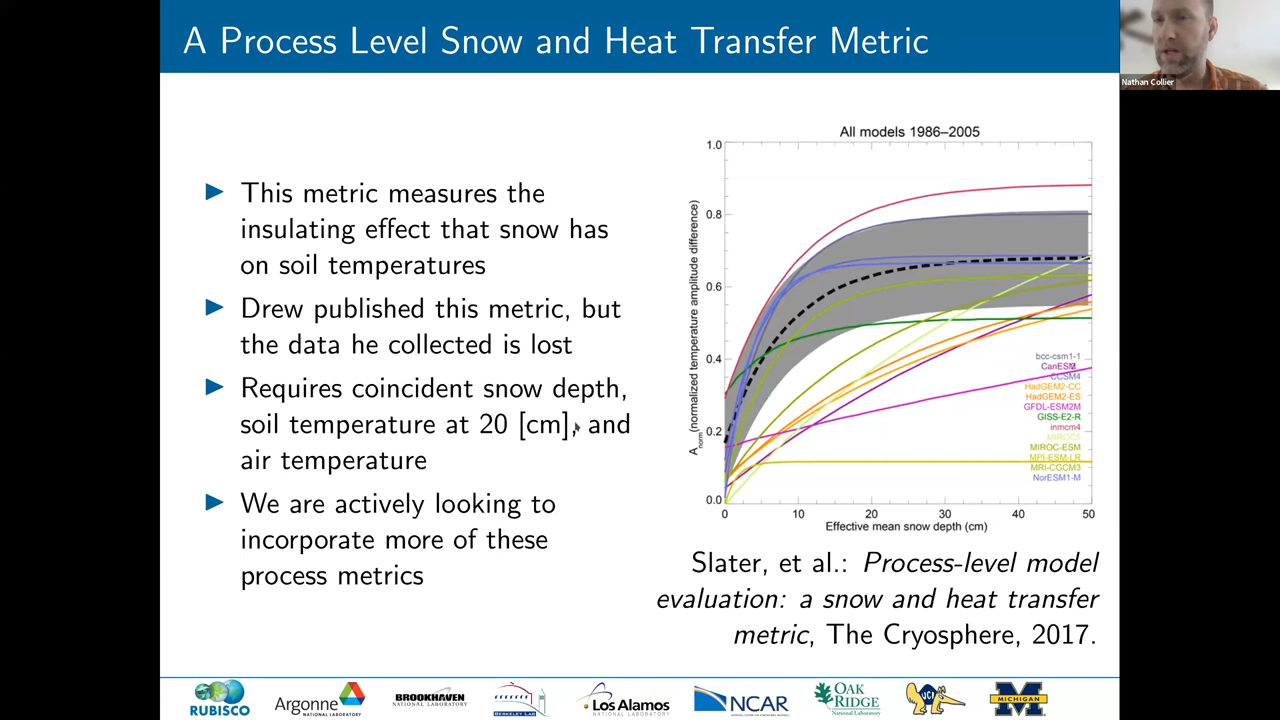 A Process Level Snow and Heat Transfer Metric
Nathan Collier
This metric measures the
insulating effect that snow has
on soil temperatures
Drew published this metric, but
the data he collected is lost
Requires coincident snow depth,
soil temperature at 20 [cm], and
air temperature
We are actively looking to
incorporate more of these
process metrics
All models 1986–2005
1.0
0.8
0.6
0.4
0.2
0.0
A_norm(normalized temperature amplitude difference)
bcc-csm1-1
CanESM2
CCSM4
HadGEM2-CC
HadGEM2-ES
GFDL-ESM2M
GISS-E2-R
inmcm4
MIROC5
MIROC-ESM
MPI-ESM-LR
MRI-CGCM3
NorESM1-M
0 10 20 30 40 50
Effective mean snow depth (cm)
Slater, et al.: Process-level model
evaluation: a snow and heat transfer
metric, The Cryosphere, 2017.
RUBISCO
Argonne
NATIONAL LABORATORY
BROOKHAVEN
NATIONAL LABORATORY
BERKELEY LAB
Los Alamos
NATIONAL LABORATORY
NCAR
OAK
RIDGE
National Laboratory
UCI
MICHIGAN